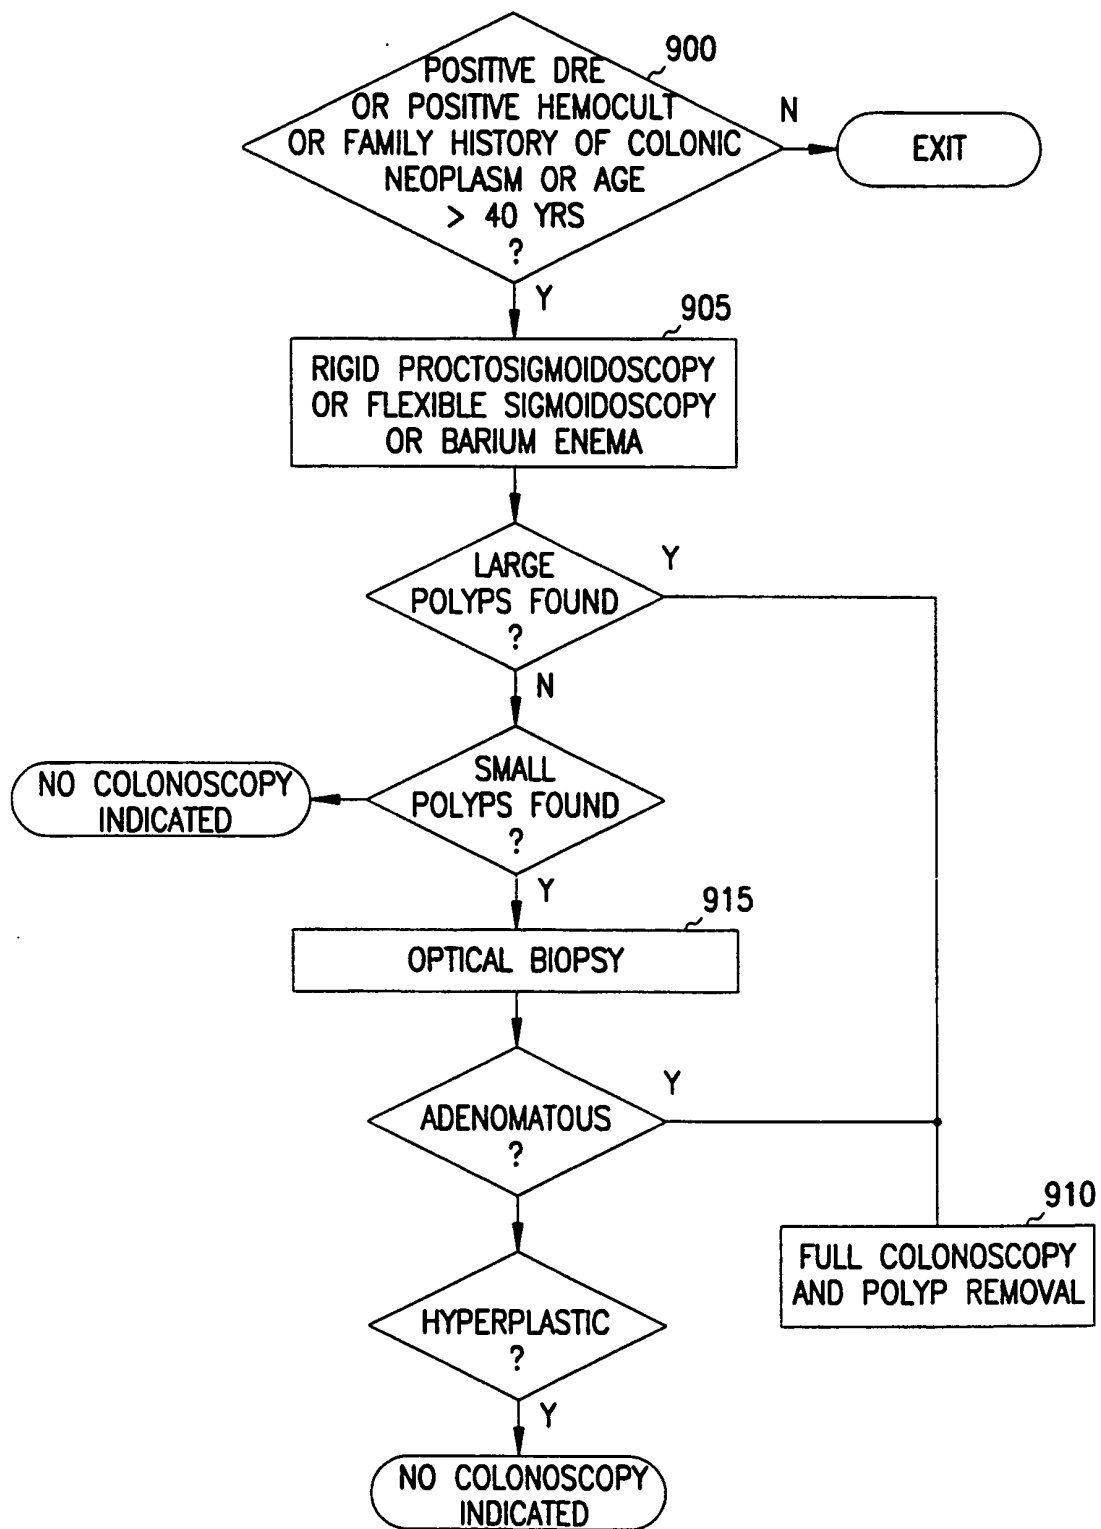 900
POSITIVE DRE
OR POSITIVE HEMOCULT
OR FAMILY HISTORY OF COLONIC
NEOPLASM OR AGE
> 40 YRS
?
N
EXIT
Y
905
RIGID PROCTOSIGMOIDOSCOPY
OR FLEXIBLE SIGMOIDOSCOPY
OR BARIUM ENEMA
LARGE
POLYPS FOUND
?
Y
N
SMALL
POLYPS FOUND
?
NO COLONOSCOPY
INDICATED
Y
915
OPTICAL BIOPSY
ADENOMATOUS
?
Y
910
FULL COLONOSCOPY
AND POLYP REMOVAL
HYPERPLASTIC
?
Y
NO COLONOSCOPY
INDICATED